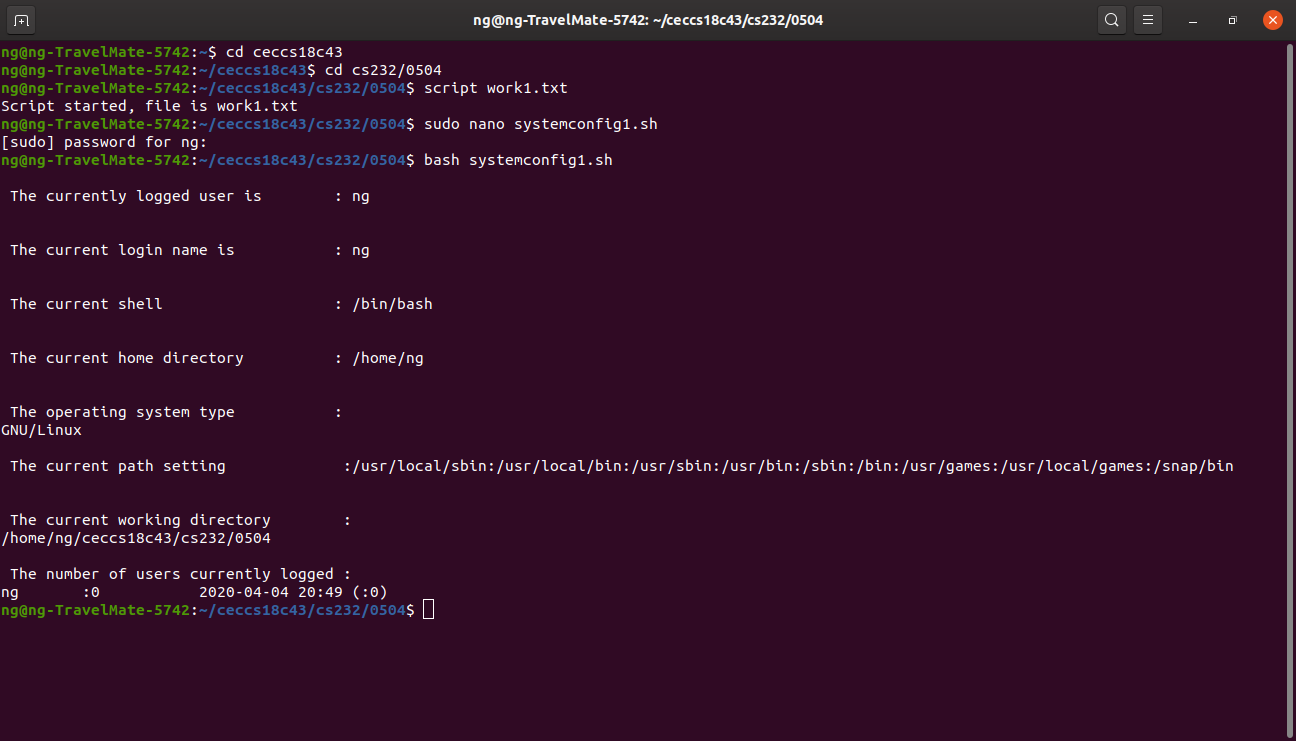 ng@ng-TravelMate-5742: ~/ceccs18c43/cs232/0504
ng@ng-TravelMate-5742:~$ cd ceccs18c43
ng@ng-TravelMate-5742:~/ceccs18c43$ cd cs232/0504
ng@ng-TravelMate-5742:~/ceccs18c43/cs232/0504$ script work1.txt
Script started, file is work1.txt
ng@ng-TravelMate-5742:~/ceccs18c43/cs232/0504$ sudo nano systemconfig1.sh
[sudo] password for ng:
ng@ng-TravelMate-5742:~/ceccs18c43/cs232/0504$ bash systemconfig1.sh
The currently logged user is        : ng
The current login name is           : ng
The current shell                   : /bin/bash
The current home directory          : /home/ng
The operating system type           :
GNU/Linux
The current path setting             :/usr/local/sbin:/usr/local/bin:/usr/sbin:/usr/bin:/sbin:/bin:/usr/games:/usr/local/games:/snap/bin
The current working directory        :
/home/ng/ceccs18c43/cs232/0504
The number of users currently logged :
ng       :0           2020-04-04 20:49 (:0)
ng@ng-TravelMate-5742:~/ceccs18c43/cs232/0504$